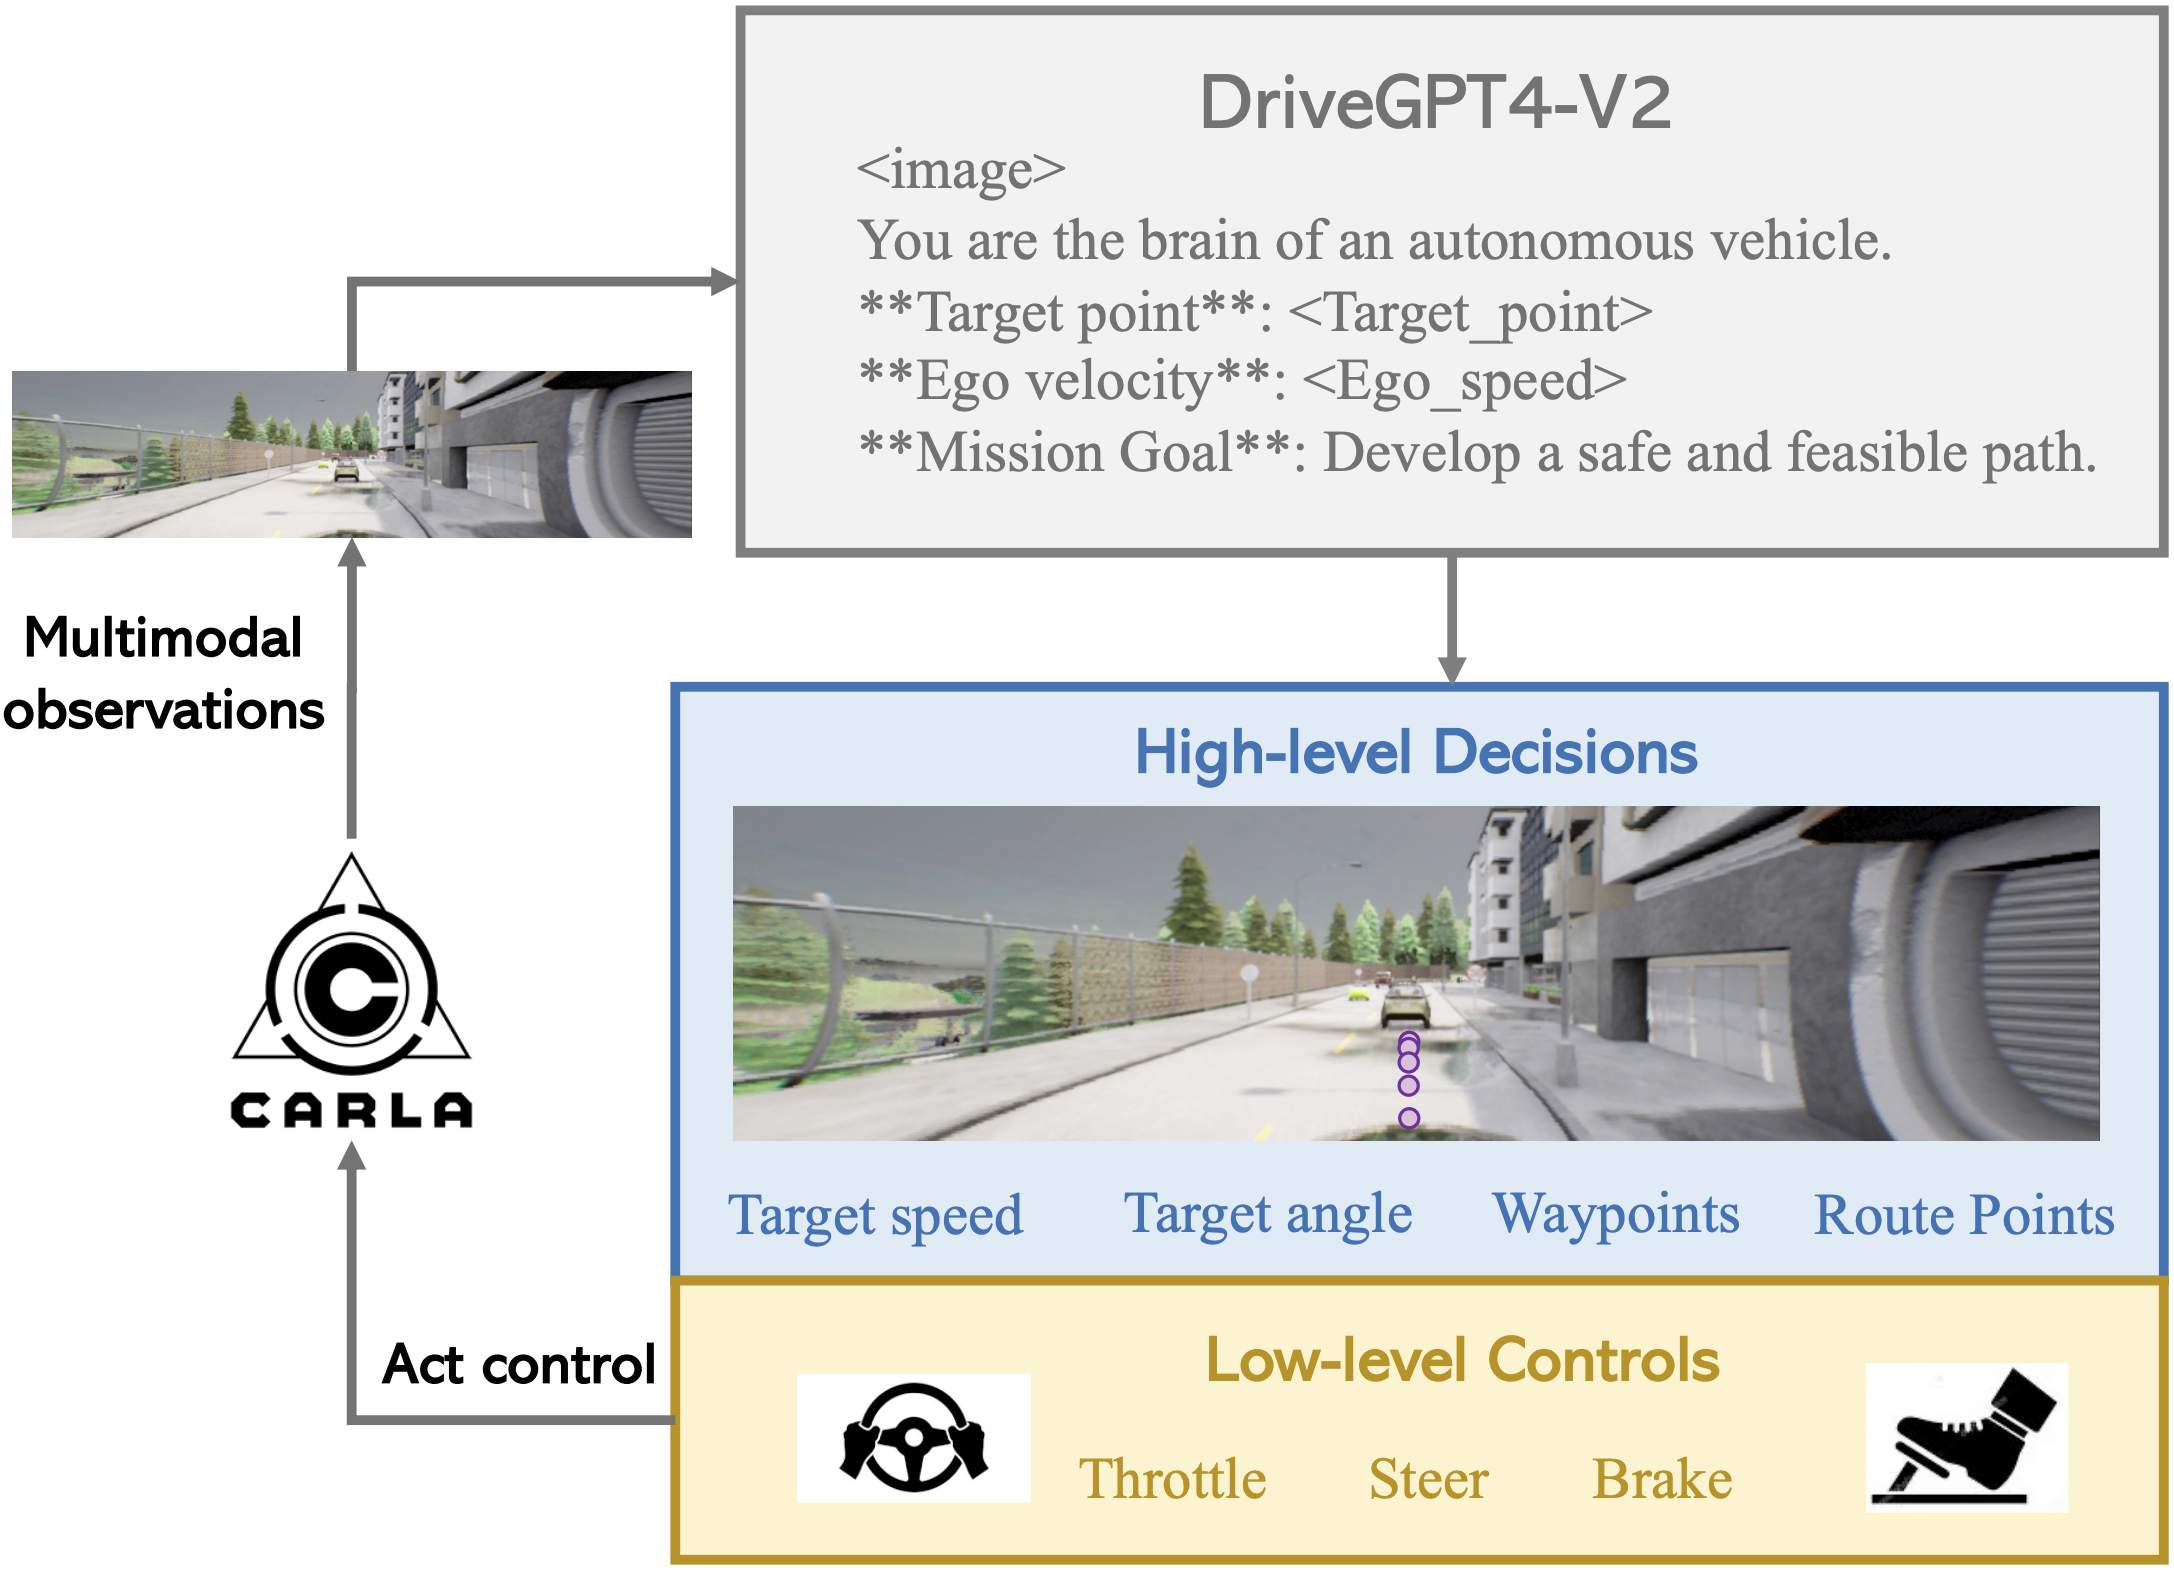 DriveGPT4-V2
<image>
You are the brain of an autonomous vehicle.
**Target point**: <Target_point>
**Ego velocity**: <Ego_speed>
**Mission Goal**: Develop a safe and feasible path.
Multimodal
observations
High-level Decisions
CARLA
Target speed Target angle Waypoints Route Points
Act control
Low-level Controls
Throttle Steer Brake